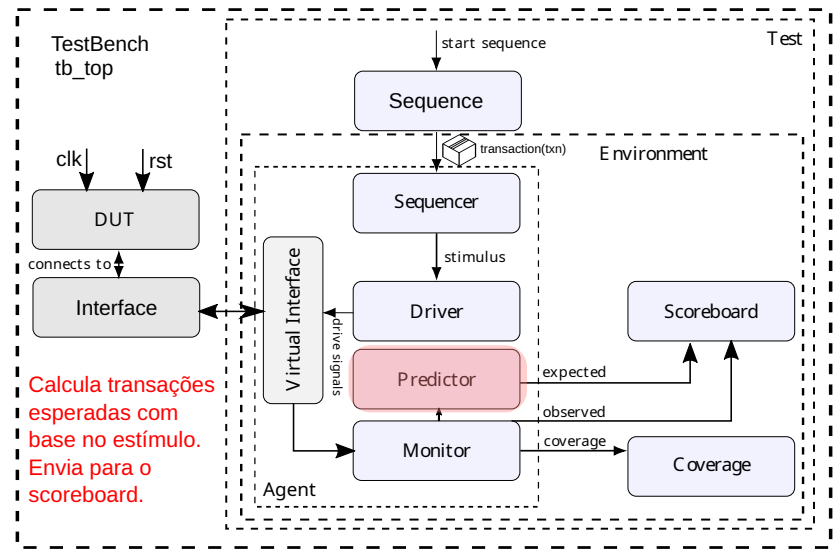 TestBench
tb_top
Test
start sequence
Sequence
transaction(txn)
Environment
clk
rst
DUT
connects to
Interface
Sequencer
stimulus
Virtual Interface
Driver
drive signals
Scoreboard
Predictor
expected
observed
Monitor
coverage
Coverage
Agent
Calcula transações
esperadas com
base no estímulo.
Envia para o
scoreboard.